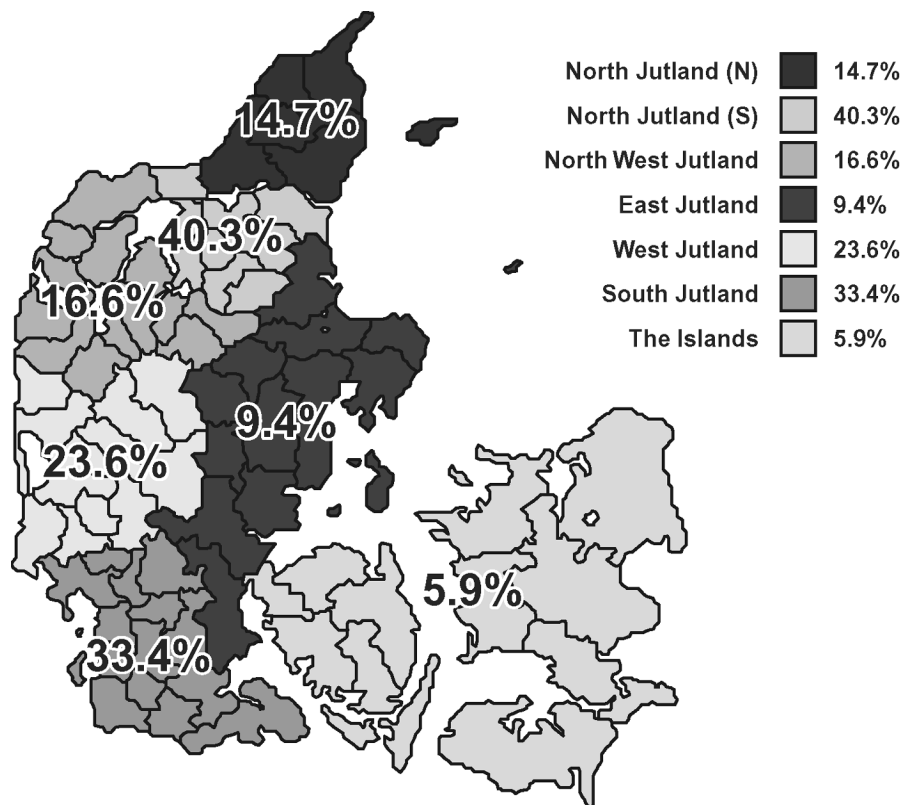 14.7%
40.3%
16.6%
9.4%
23.6%
5.9%
33.4%
North Jutland (N) 14.7%
North Jutland (S) 40.3%
North West Jutland 16.6%
East Jutland 9.4%
West Jutland 23.6%
South Jutland 33.4%
The Islands 5.9%